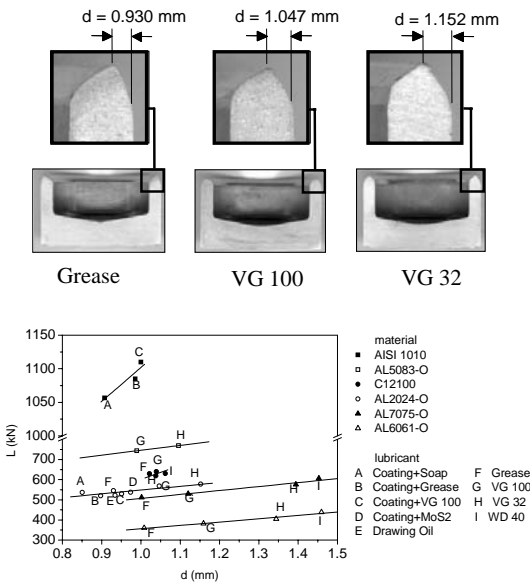 d = 0.930 mm
d = 1.047 mm
d = 1.152 mm
Grease
VG 100
VG 32
1150
1100
1050
1000
600
500
400
300
L (kN)
0.8 0.9 1.0 1.1 1.2 1.3 1.4 1.5
d (mm)
A B C
G H
F G H I
A B E C F D G H
F G H I
F G H I
material
AISI 1010
AL5083-O
C12100
AL2024-O
AL7075-O
AL6061-O
lubricant
A Coating+Soap F Grease
B Coating+Grease G VG 100
C Coating+VG 100 H VG 32
D Coating+MoS2 I WD 40
E Drawing Oil